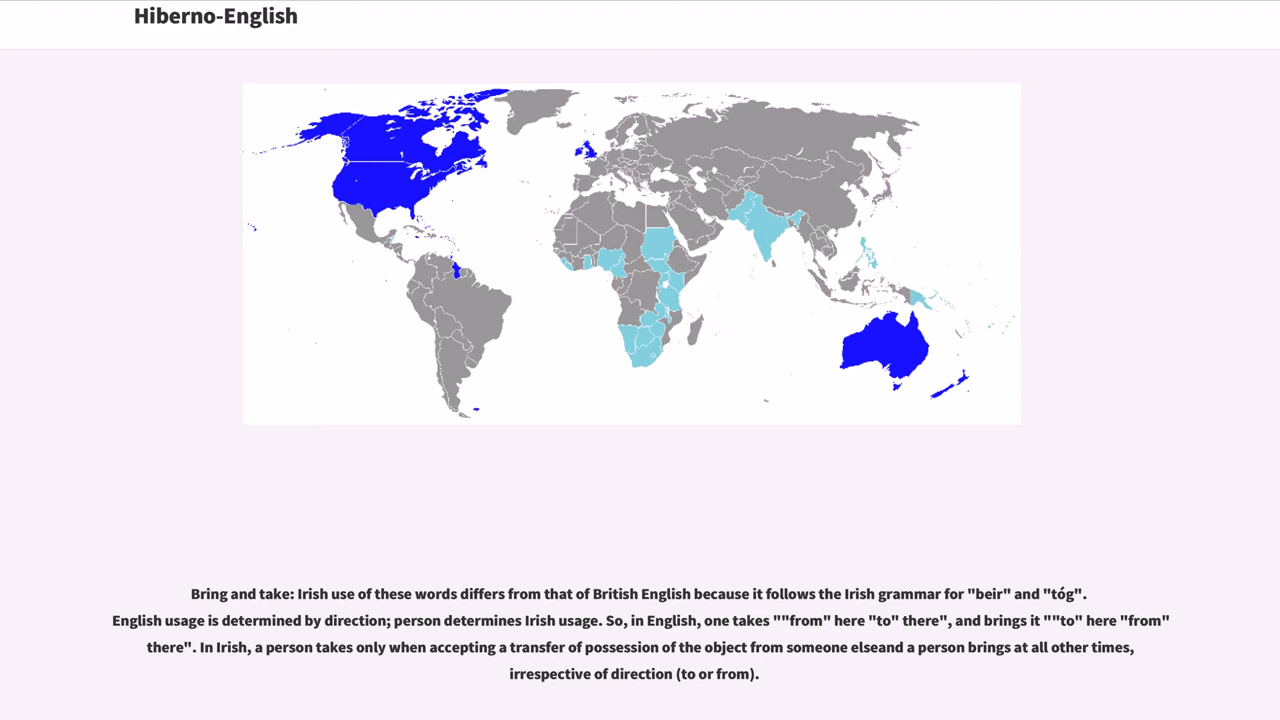 Hiberno-English
Bring and take: Irish use of these words differs from that of British English because it follows the Irish grammar for "beir" and "tóg".
English usage is determined by direction; person determines Irish usage. So, in English, one takes ""from" here "to" there", and brings it ""to" here "from"
there". In Irish, a person takes only when accepting a transfer of possession of the object from someone elseand a person brings at all other times,
irrespective of direction (to or from).